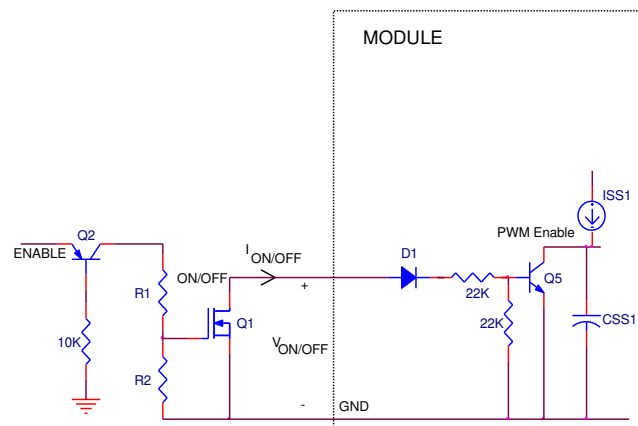 MODULE
ISS1
PWM Enable
Q2
ENABLE
I ON/OFF
D1
ON/OFF
+
R1
22K
Q5
Q1
22K
CSS1
10K
V ON/OFF
R2
-
GND